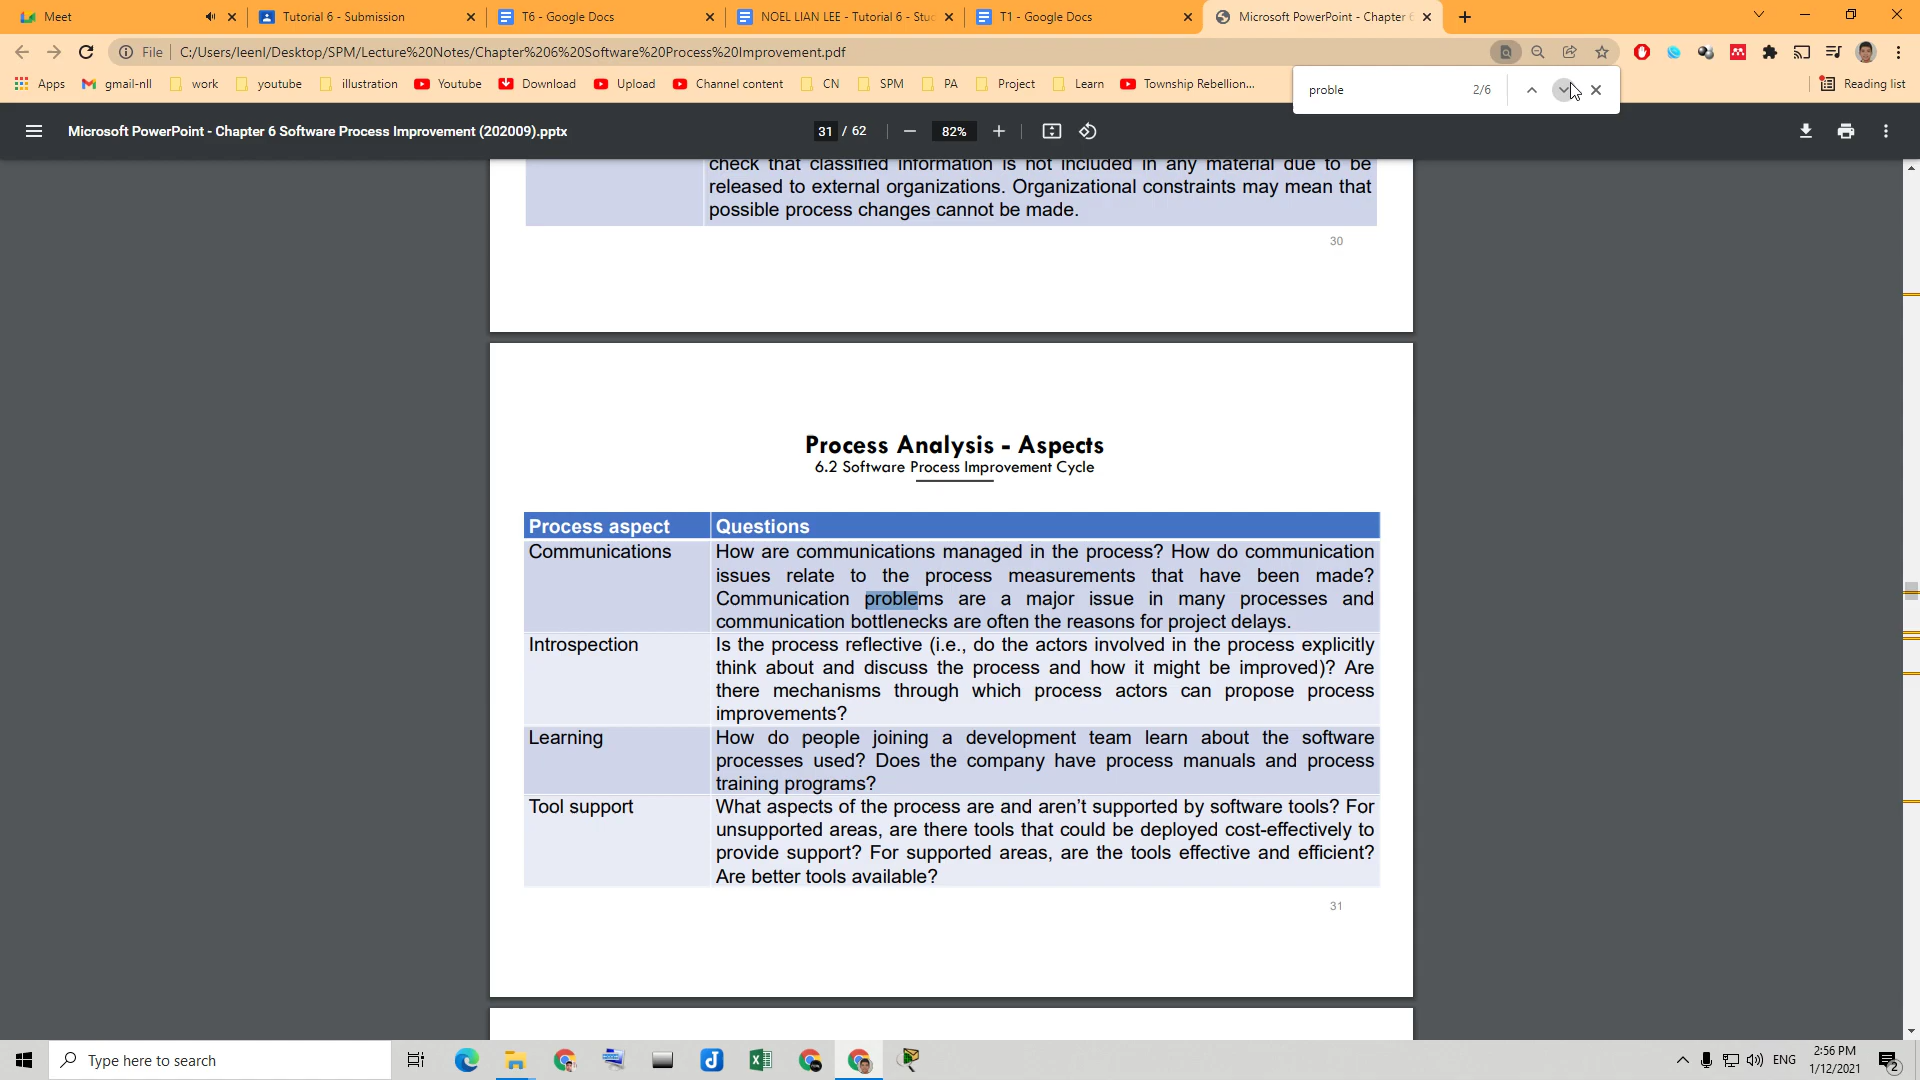 Meet
Tutorial 6 - Submission
T6 - Google Docs
NOEL LIAN LEE - Tutorial 6 - Stuc
T1 - Google Docs
Microsoft PowerPoint - Chapter 6
File
C:/Users/leenl/Desktop/SPM/Lecture%20Notes/Chapter%206%20Software%20Process%20Improvement.pdf
Apps
gmail-nll
work
youtube
illustration
Youtube
Download
Upload
Channel content
CN
SPM
PA
Project
Learn
Township Rebellion...
Reading list
proble
2/6
Microsoft PowerPoint - Chapter 6 Software Process Improvement (202009).pptx
31 / 62
82%
check that classified information is not included in any material due to be
released to external organizations. Organizational constraints may mean that
possible process changes cannot be made.
30
Process Analysis - Aspects
6.2 Software Process Improvement Cycle
Process aspect
Questions
Communications
How are communications managed in the process? How do communication
issues relate to the process measurements that have been made?
Communication problems are a major issue in many processes and
communication bottlenecks are often the reasons for project delays.
Introspection
Is the process reflective (i.e., do the actors involved in the process explicitly
think about and discuss the process and how it might be improved)? Are
there mechanisms through which process actors can propose process
improvements?
Learning
How do people joining a development team learn about the software
processes used? Does the company have process manuals and process
training programs?
Tool support
What aspects of the process are and aren't supported by software tools? For
unsupported areas, are there tools that could be deployed cost-effectively to
provide support? For supported areas, are the tools effective and efficient?
Are better tools available?
31
Type here to search
ENG
2:56 PM
1/12/2021
2